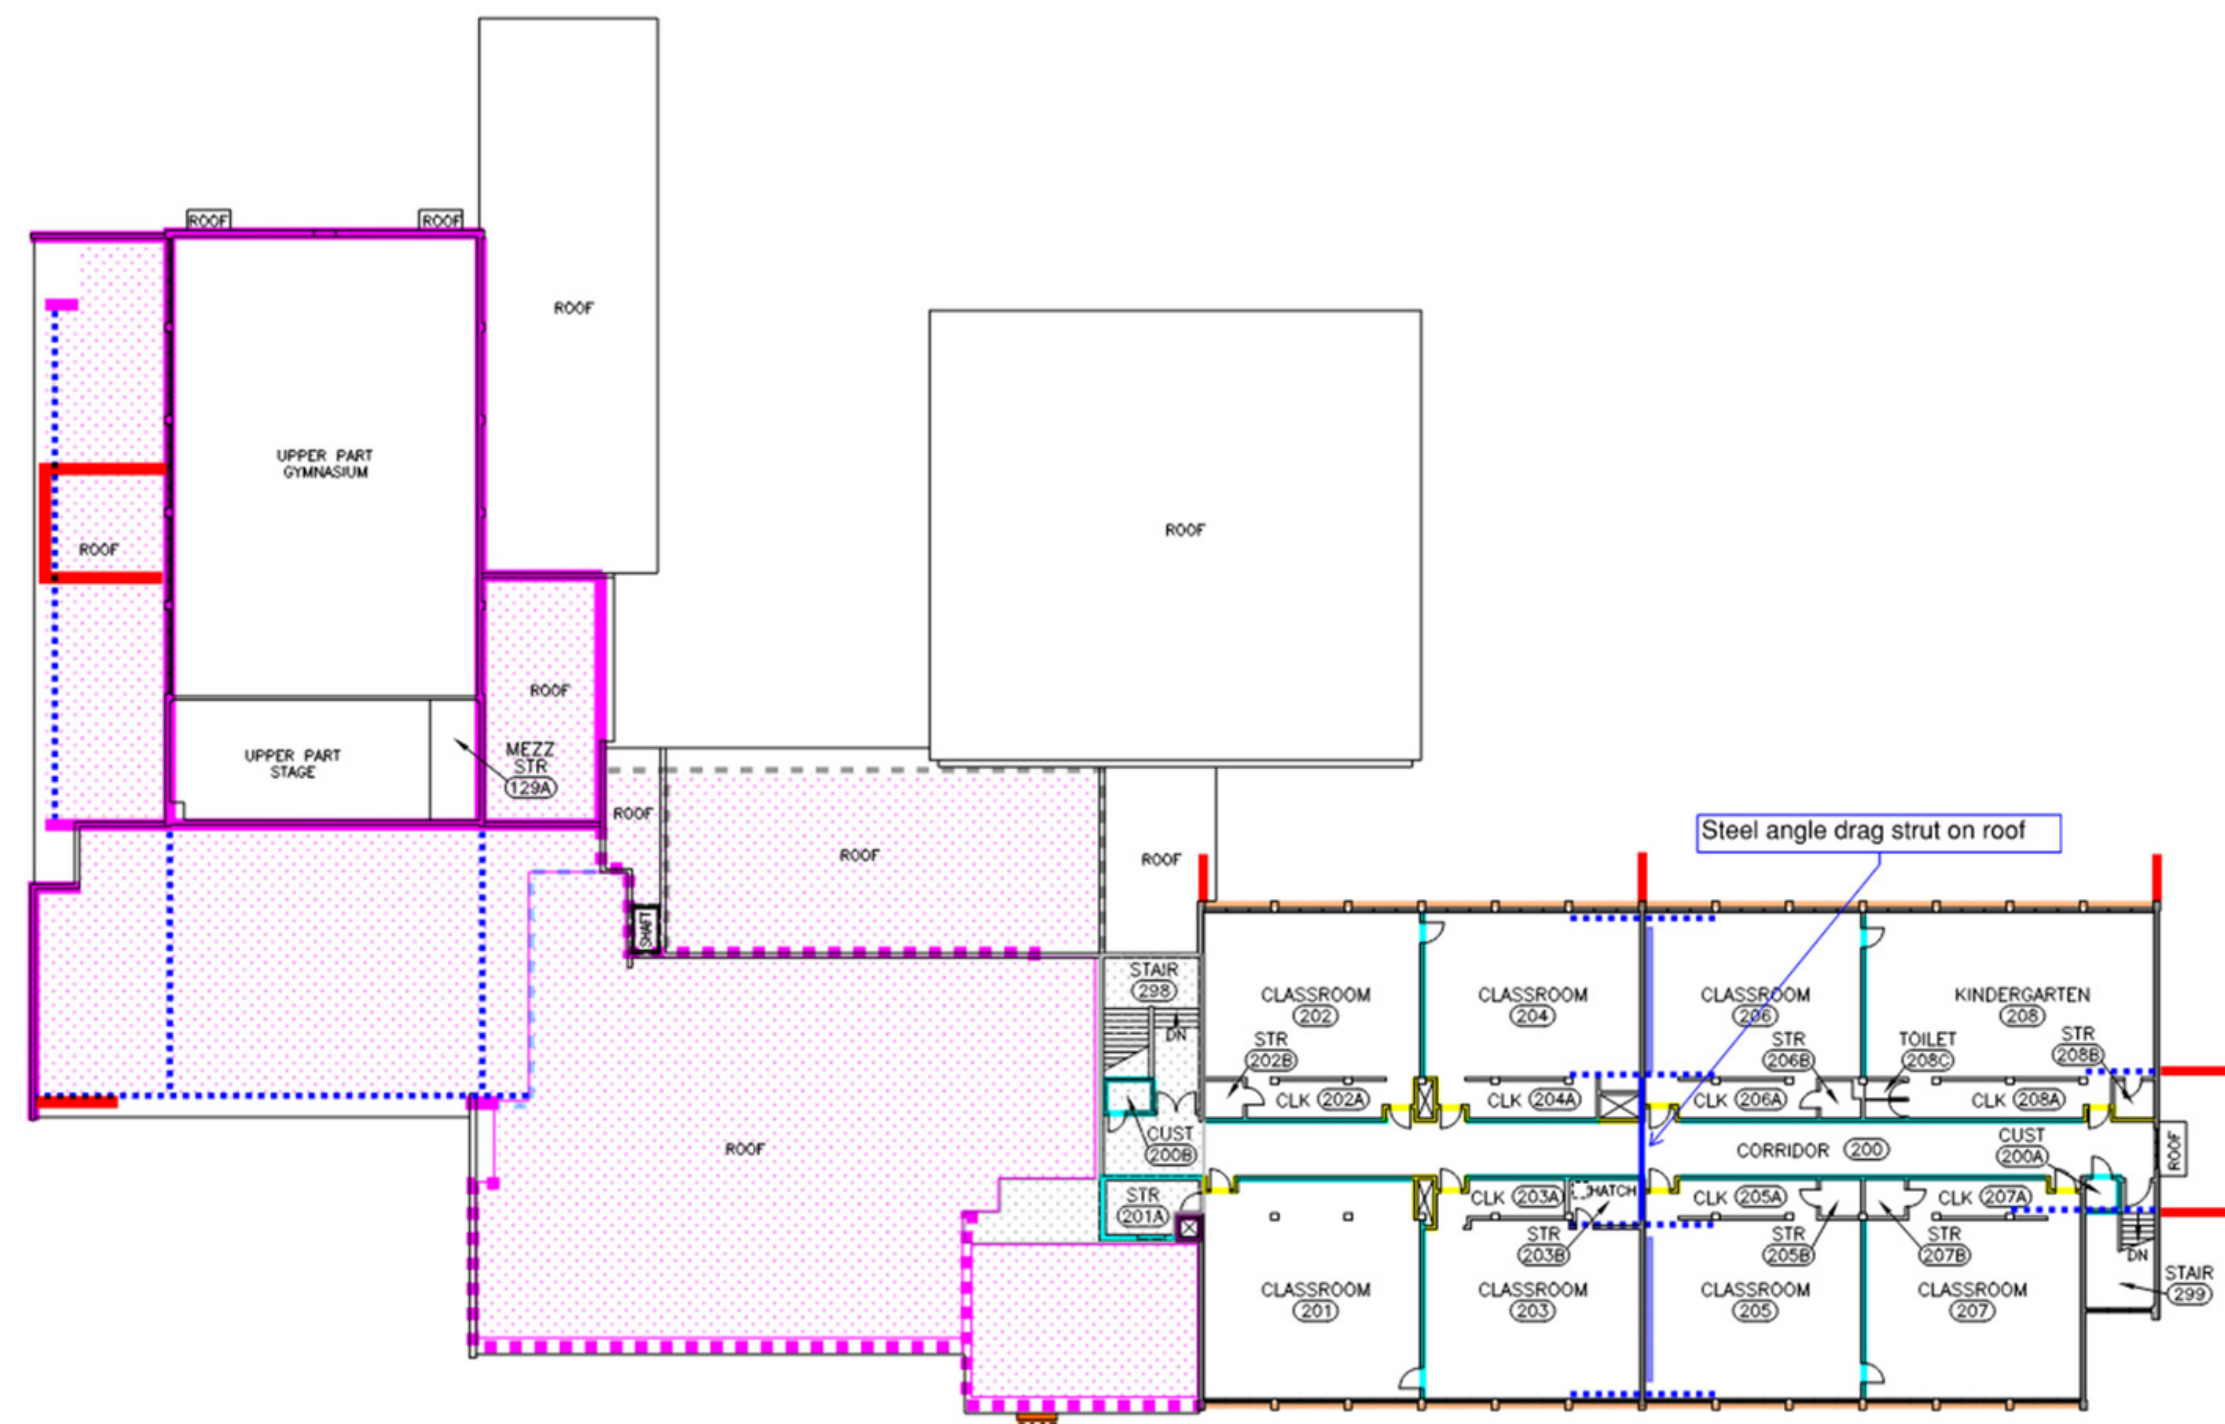 ROOF
ROOF
ROOF
UPPER PART
GYMNASIUM
ROOF
ROOF
ROOF
UPPER PART
STAGE
MEZZ
STR
129A
ROOF
ROOF
ROOF
SHAFT
Steel angle drag strut on roof
STAIR
298
DN
CLASSROOM
202
CLASSROOM
204
CLASSROOM
206
KINDERGARTEN
208
STR
202B
STR
206B
TOILET
208C
STR
208B
CLK 202A
CLK 204A
CLK 206A
CLK 208A
CUST
200B
CORRIDOR 200
CUST
200A
ROOF
ROOF
STR
201A
CLK 203A
HATCH
CLK 205A
CLK 207A
STR
203B
STR
205B
STR
207B
DN
CLASSROOM
201
CLASSROOM
203
CLASSROOM
205
CLASSROOM
207
STAIR
299